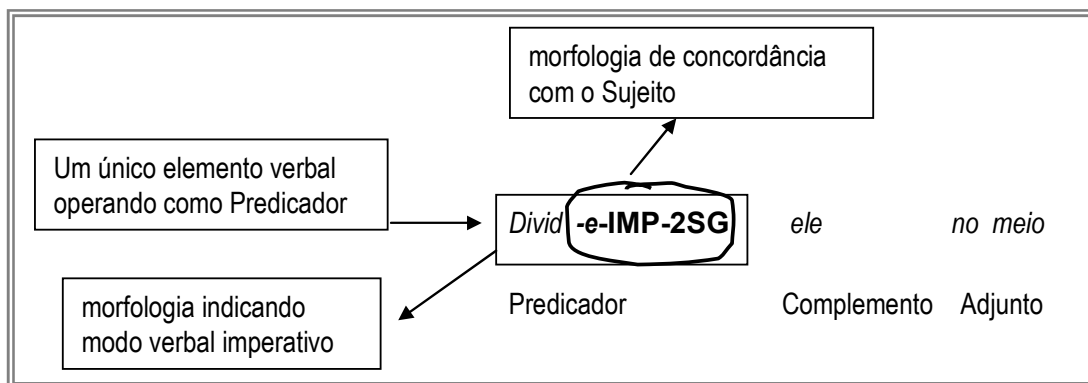 morfologia de concordância
com o Sujeito
Um único elemento verbal
operando como Predicador
Divid -e-IMP-2SG ele no meio
Predicador Complemento Adjunto
morfologia indicando
modo verbal imperativo